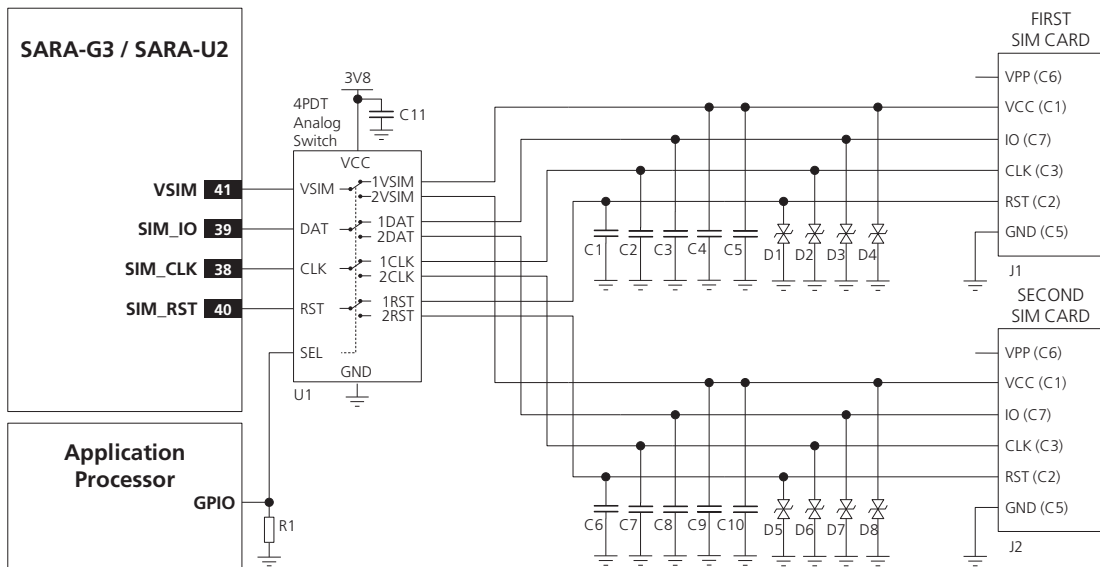 SARA-G3 / SARA-U2
VSIM 41
SIM_IO 39
SIM_CLK 38
SIM_RST 40
Application
Processor
GPIO
R1
3V8
C11
4PDT
Analog
Switch
VCC
VSIM
1VSIM
2VSIM
DAT
1DAT
2DAT
CLK
1CLK
2CLK
RST
1RST
2RST
SEL
GND
U1
C1 C2 C3 C4 C5 D1 D2 D3 D4
FIRST
SIM CARD
VPP (C6)
VCC (C1)
IO (C7)
CLK (C3)
RST (C2)
GND (C5)
J1
C6 C7 C8 C9 C10 D5 D6 D7 D8
SECOND
SIM CARD
VPP (C6)
VCC (C1)
IO (C7)
CLK (C3)
RST (C2)
GND (C5)
J2